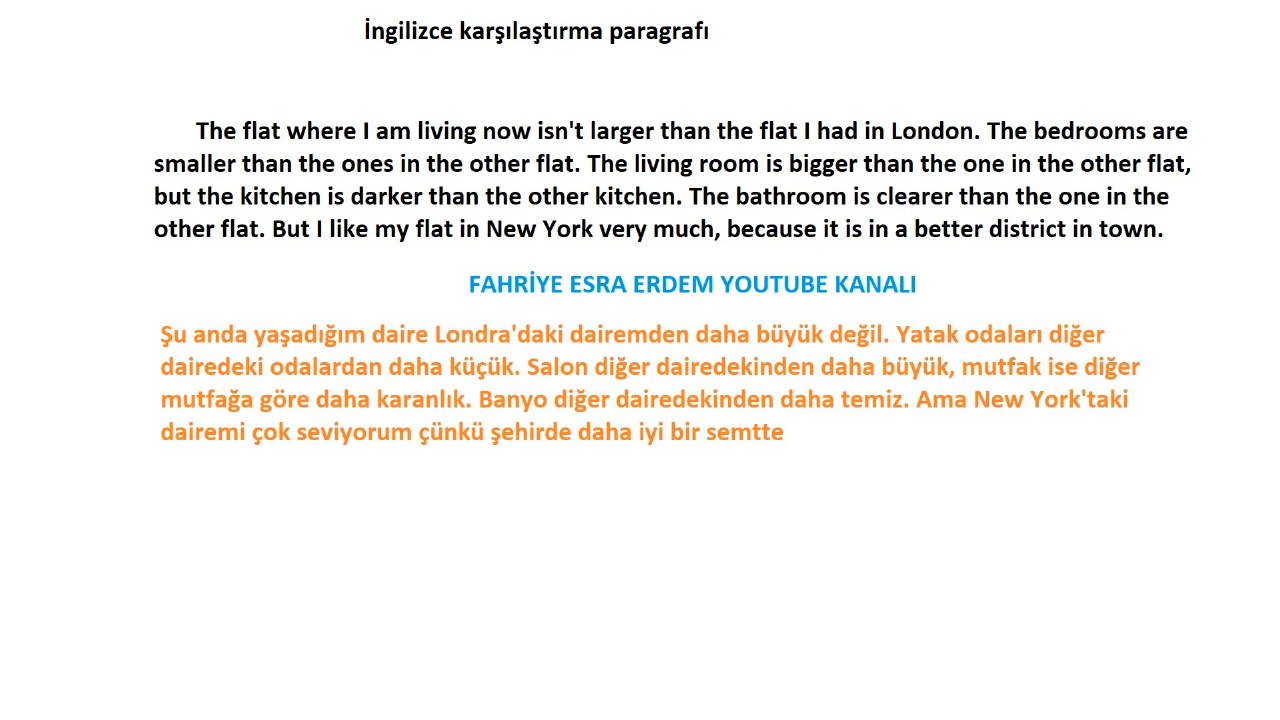 İngilizce karşılaştırma paragrafı
The flat where I am living now isn't larger than the flat I had in London. The bedrooms are
smaller than the ones in the other flat. The living room is bigger than the one in the other flat,
but the kitchen is darker than the other kitchen. The bathroom is clearer than the one in the
other flat. But I like my flat in New York very much, because it is in a better district in town.
FAHRİYE ESRA ERDEM YOUTUBE KANALI
Şu anda yaşadığım daire Londra'daki dairemden daha büyük değil. Yatak odaları diğer
dairedeki odalardan daha küçük. Salon diğer dairedekinden daha büyük, mutfak ise diğer
mutfağa göre daha karanlık. Banyo diğer dairedekinden daha temiz. Ama New York'taki
dairemi çok seviyorum çünkü şehirde daha iyi bir semtte